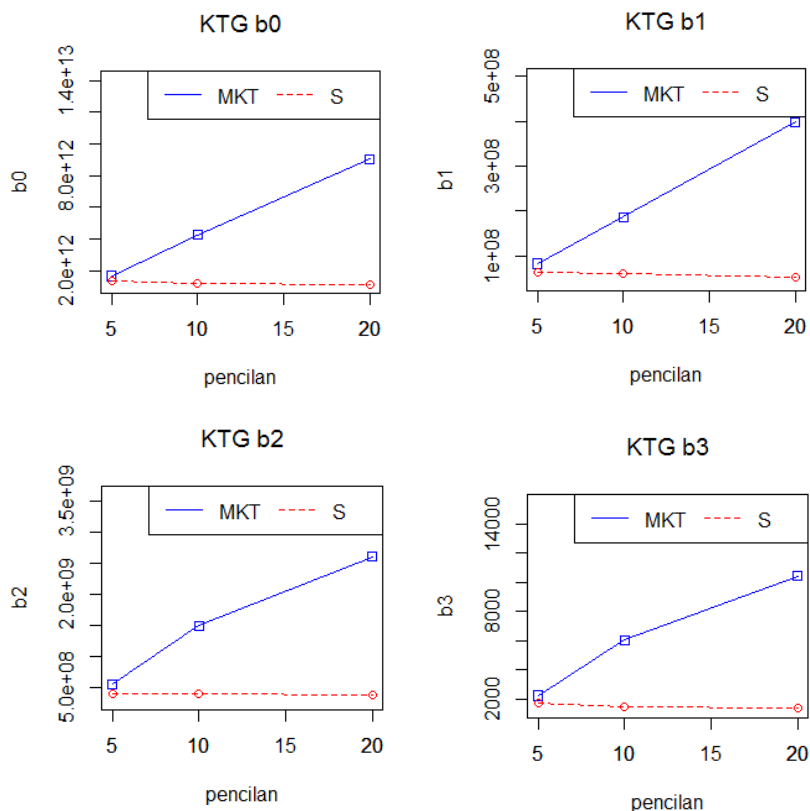 KTG b0
MKT S
1.4e+13
8.0e+12
2.0e+12
b0
5 10 15 20
pencilan
KTG b1
MKT S
5e+08
3e+08
1e+08
b1
5 10 15 20
pencilan
KTG b2
MKT S
3.5e+09
2.0e+09
5.0e+08
b2
5 10 15 20
pencilan
KTG b3
MKT S
14000
8000
2000
b3
5 10 15 20
pencilan